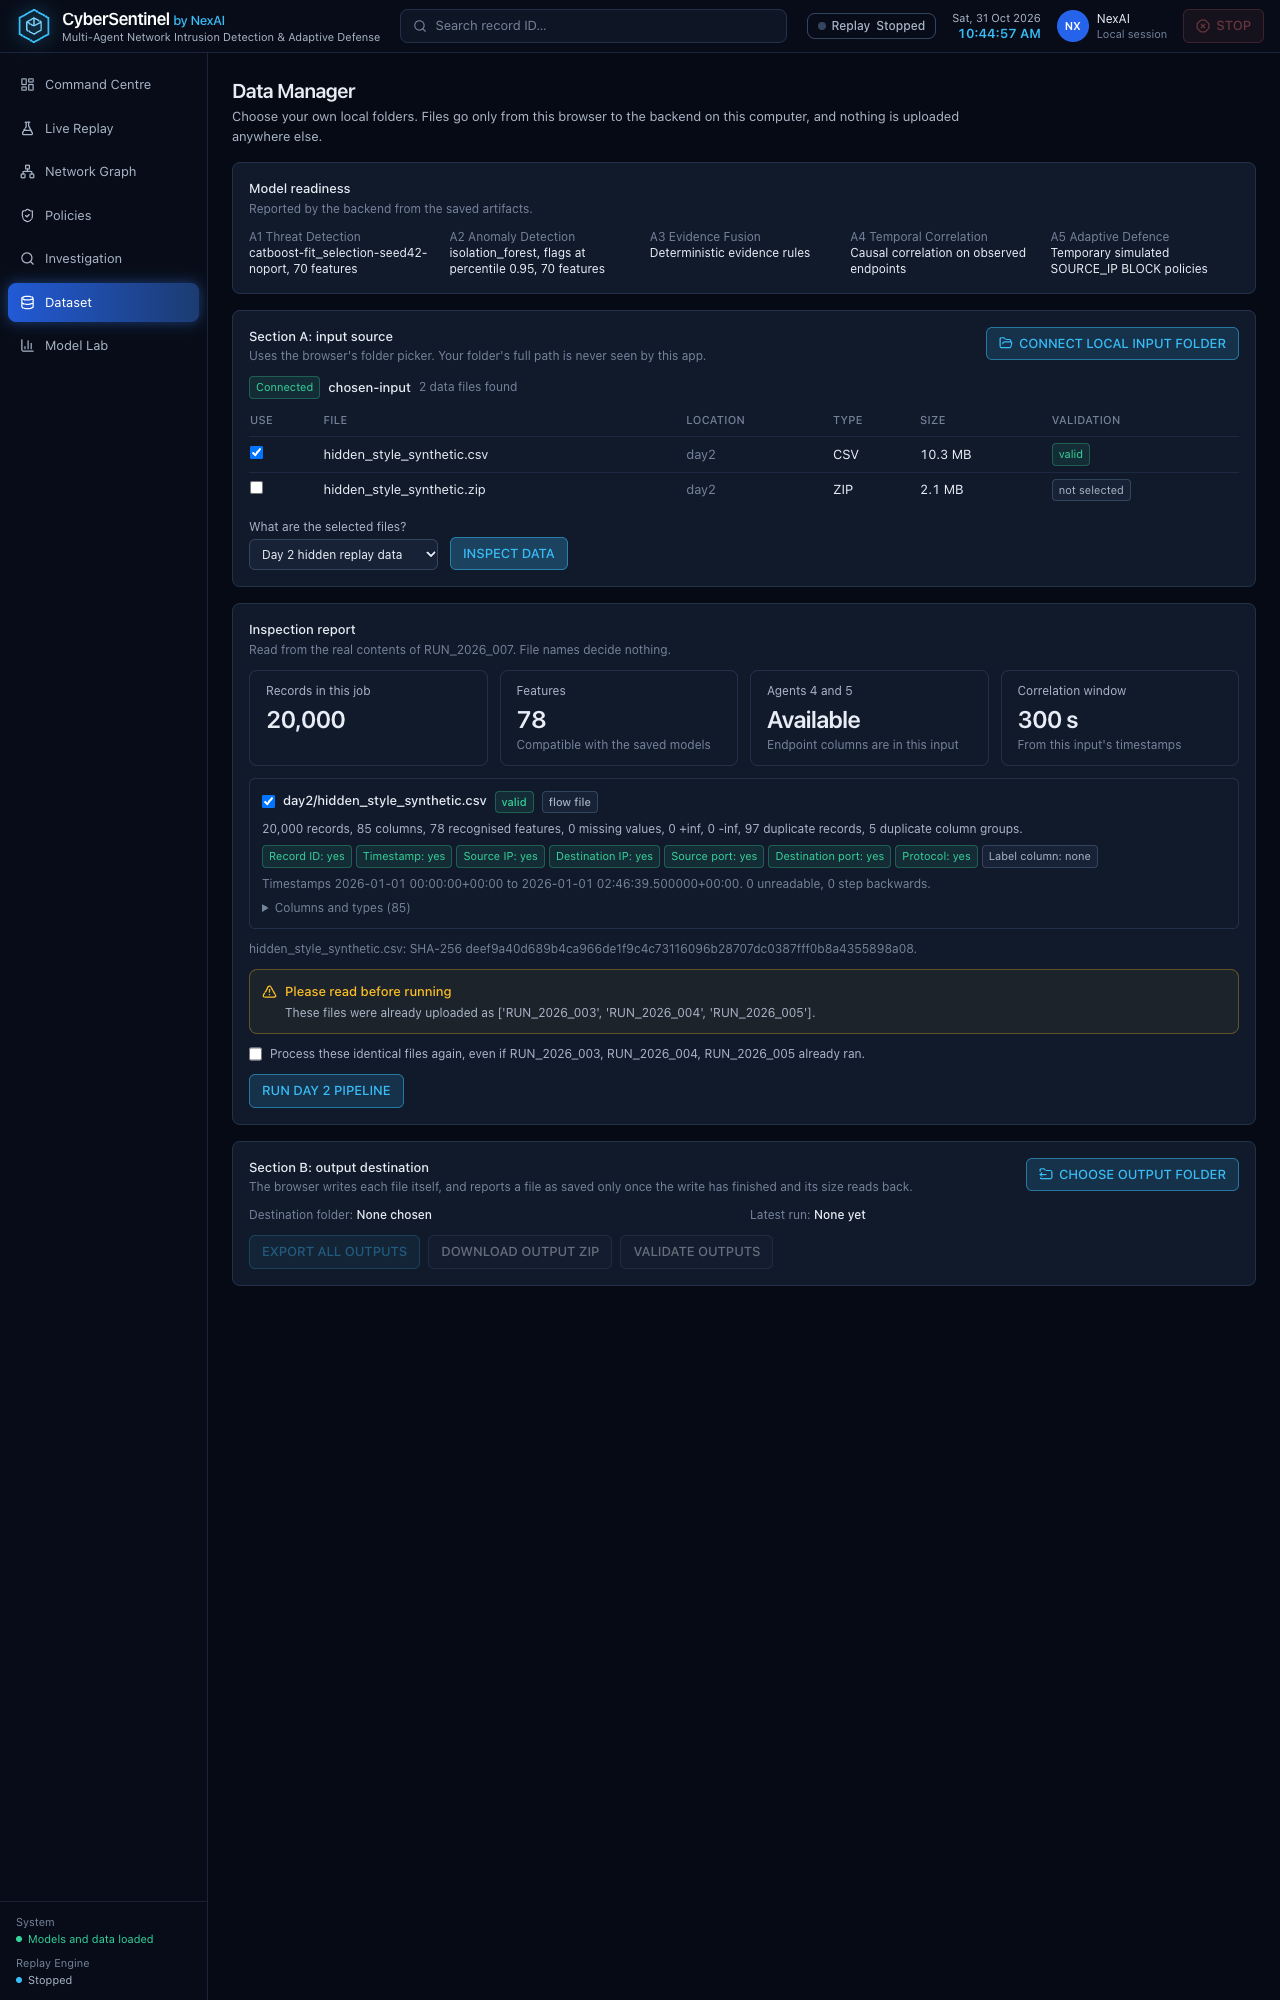 CyberSentinel by NexAI
Multi-Agent Network Intrusion Detection & Adaptive Defense
Search record ID...
Replay Stopped
Sat, 31 Oct 2026
10:44:57 AM
NX
NexAI
Local session
STOP
Command Centre
Live Replay
Network Graph
Policies
Investigation
Dataset
Model Lab
Data Manager
Choose your own local folders. Files go only from this browser to the backend on this computer, and nothing is uploaded
anywhere else.
Model readiness
Reported by the backend from the saved artifacts.
A1 Threat Detection
catboost-fit_selection-seed42-
noport, 70 features
A2 Anomaly Detection
isolation_forest, flags at
percentile 0.95, 70 features
A3 Evidence Fusion
Deterministic evidence rules
A4 Temporal Correlation
Causal correlation on observed
endpoints
A5 Adaptive Defence
Temporary simulated
SOURCE_IP BLOCK policies
Section A: input source
Uses the browser's folder picker. Your folder's full path is never seen by this app.
CONNECT LOCAL INPUT FOLDER
Connected chosen-input 2 data files found
USE FILE LOCATION TYPE SIZE VALIDATION
hidden_style_synthetic.csv day2 CSV 10.3 MB valid
hidden_style_synthetic.zip day2 ZIP 2.1 MB not selected
What are the selected files?
Day 2 hidden replay data
INSPECT DATA
Inspection report
Read from the real contents of RUN_2026_007. File names decide nothing.
Records in this job
20,000
Features
78
Compatible with the saved models
Agents 4 and 5
Available
Endpoint columns are in this input
Correlation window
300 s
From this input's timestamps
day2/hidden_style_synthetic.csv valid flow file
20,000 records, 85 columns, 78 recognised features, 0 missing values, 0 +inf, 0 -inf, 97 duplicate records, 5 duplicate column groups.
Record ID: yes Timestamp: yes Source IP: yes Destination IP: yes Source port: yes Destination port: yes Protocol: yes Label column: none
Timestamps 2026-01-01 00:00:00+00:00 to 2026-01-01 02:46:39.500000+00:00. 0 unreadable, 0 step backwards.
Columns and types (85)
hidden_style_synthetic.csv: SHA-256 deef9a40d689b4ca966de1f9c4c73116096b28707dc0387fff0b8a4355898a08.
Please read before running
These files were already uploaded as ['RUN_2026_003', 'RUN_2026_004', 'RUN_2026_005'].
Process these identical files again, even if RUN_2026_003, RUN_2026_004, RUN_2026_005 already ran.
RUN DAY 2 PIPELINE
Section B: output destination
The browser writes each file itself, and reports a file as saved only once the write has finished and its size reads back.
CHOOSE OUTPUT FOLDER
Destination folder: None chosen
Latest run: None yet
EXPORT ALL OUTPUTS
DOWNLOAD OUTPUT ZIP
VALIDATE OUTPUTS
System
Models and data loaded
Replay Engine
Stopped